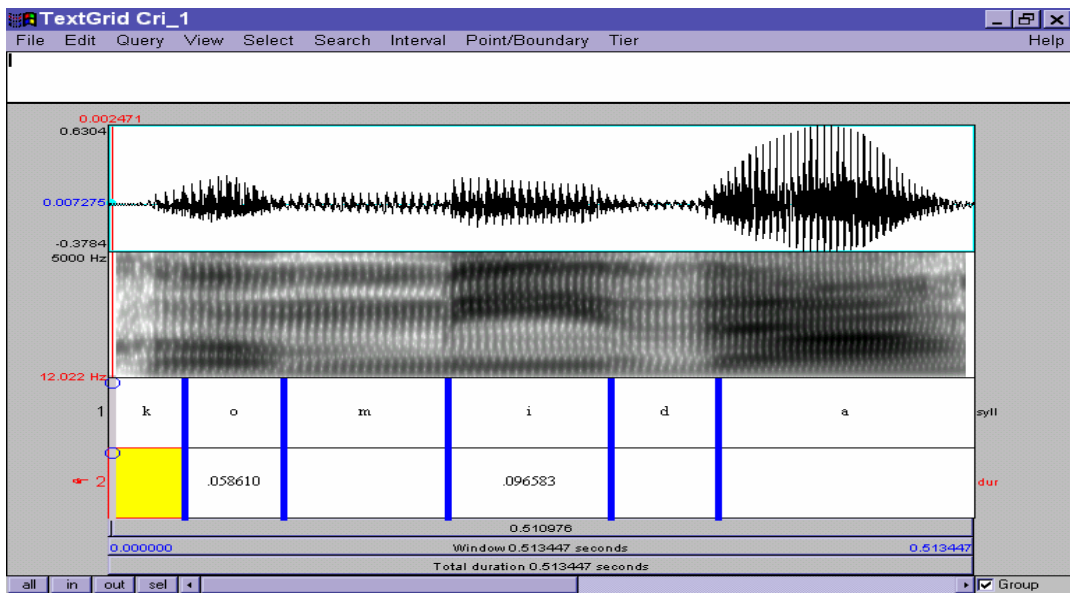 TextGrid Cri_1
File Edit Query View Select Search Interval Point/Boundary Tier Help
0.002471
0.6304
0.007275
-0.3784
5000 Hz
12.022 Hz
1 k o m i d a syll
2 .058610 .096583 dur
0.510976
0.000000 Window 0.513447 seconds 0.513447
Total duration 0.513447 seconds
all in out sel Group